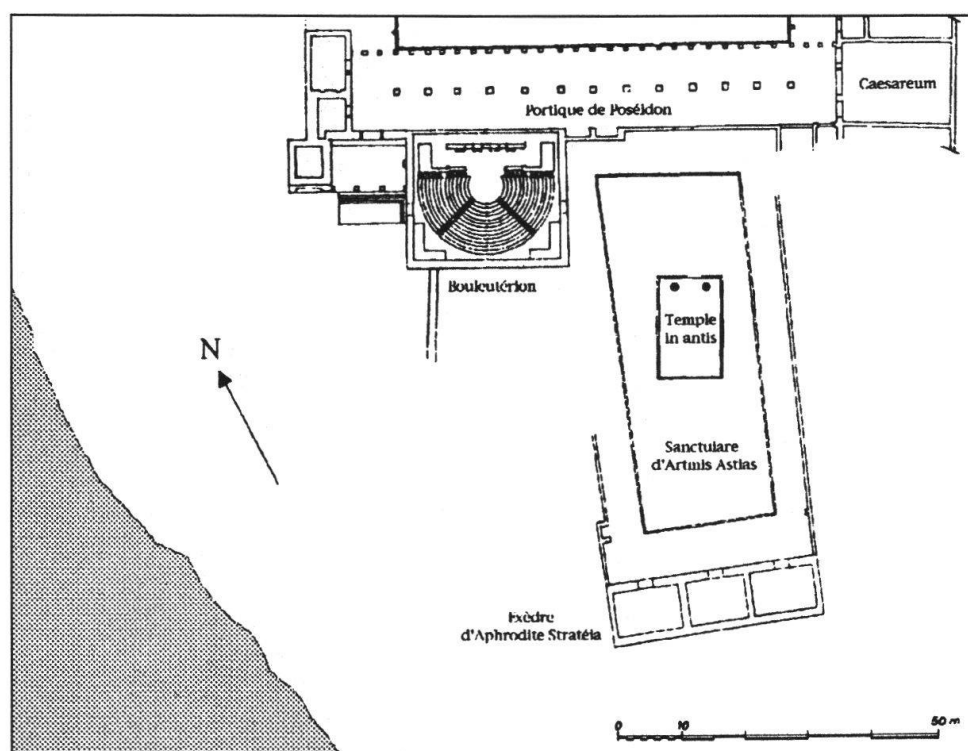 Caesareum
Portique de Poséidon
Bouleutérion
N
Temple
in antis
Sanctuaire
d'Artmis Astias
Exèdre
d'Aphrodite Stratéia
0 10 50 m